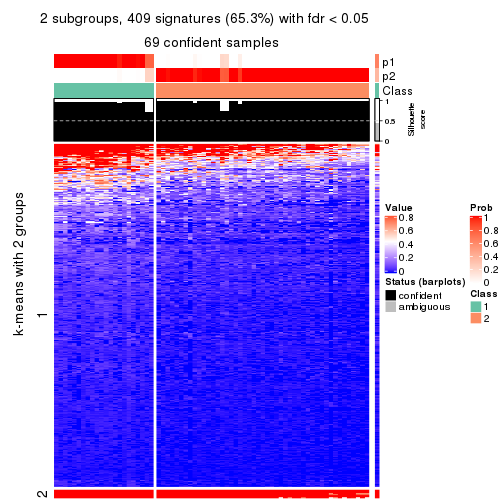 2 subgroups, 409 signatures (65.3%) with fdr < 0.05
69 confident samples
p1
p2
Class
1
0.5
0
Silhouette
score
k-means with 2 groups
1
2
Value
0.8
0.6
0.4
0.2
0
Status (barplots)
confident
ambiguous
Prob
1
0.8
0.6
0.4
0.2
0
Class
1
2